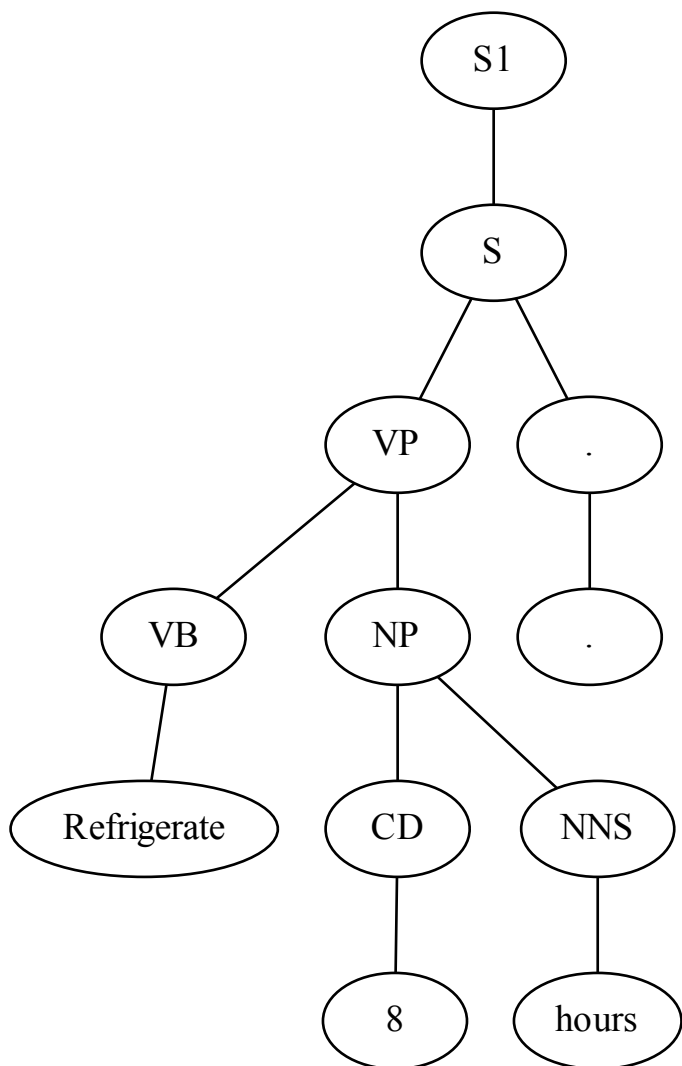 S1
S
VP .
VB NP .
Refrigerate CD NNS
8 hours